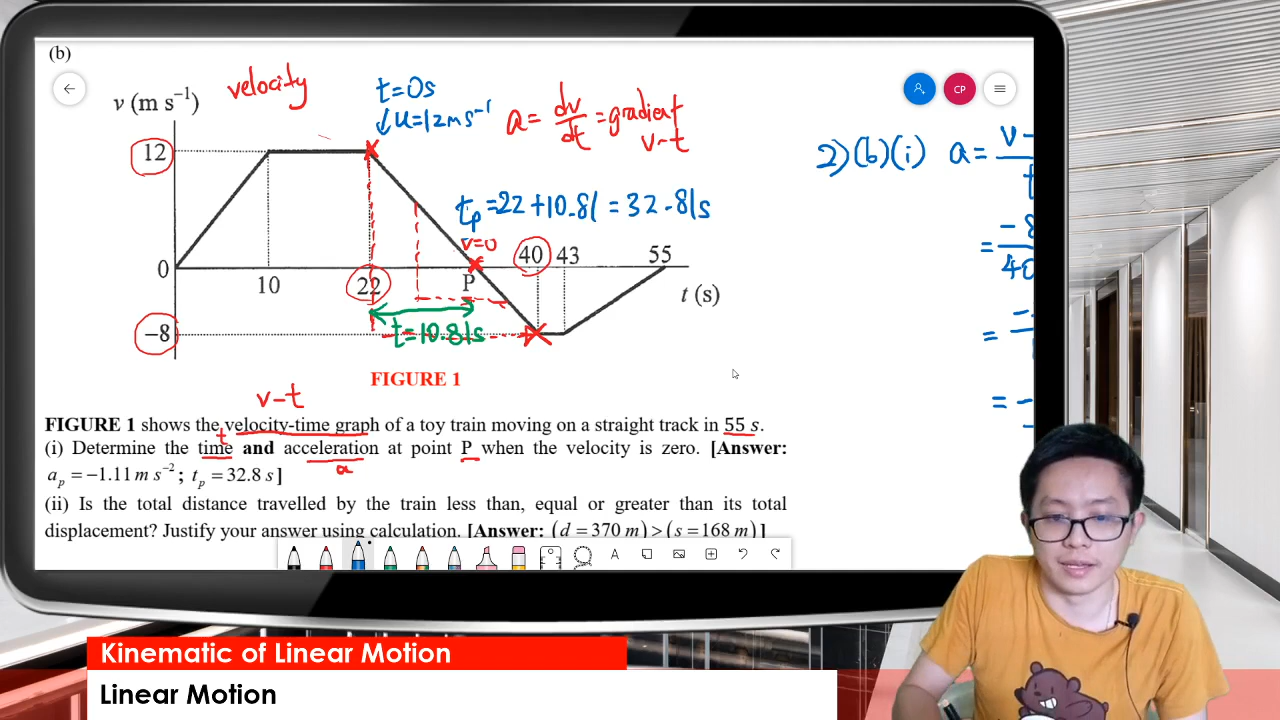 (b)
velocity
v (m s⁻¹)
t=0s
u=12ms⁻¹
a = dv/dt = gradient
v-t
CP
2)(b)(i) a= v-
t
12
tₚ=22+10.81=32.81s
v=0
0
10
22
P
40
43
55
t (s)
-8
= 40
t=10.81s
−8
FIGURE 1
v-t
= -
FIGURE 1 shows the velocity-time graph of a toy train moving on a straight track in 55 s.
t
(i) Determine the time and acceleration at point P when the velocity is zero. [Answer:
a
aₚ = −1.11 m s⁻²; tₚ = 32.8 s]
(ii) Is the total distance travelled by the train less than, equal or greater than its total
displacement? Justify your answer using calculation. [Answer: (d = 370 m) > (s = 168 m)]
A
Kinematic of Linear Motion
Linear Motion